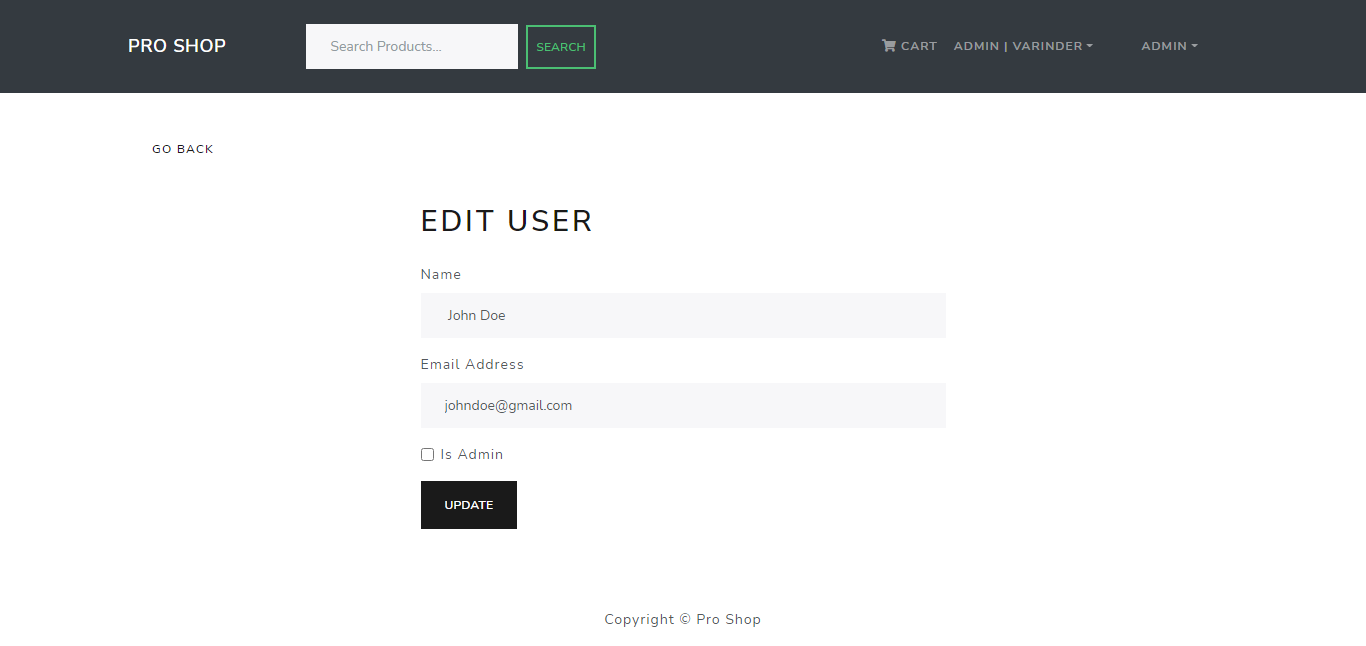 PRO SHOP Search Products... SEARCH CART ADMIN | VARINDER ADMIN
GO BACK
EDIT USER
Name
John Doe
Email Address
johndoe@gmail.com
Is Admin
UPDATE
Copyright © Pro Shop